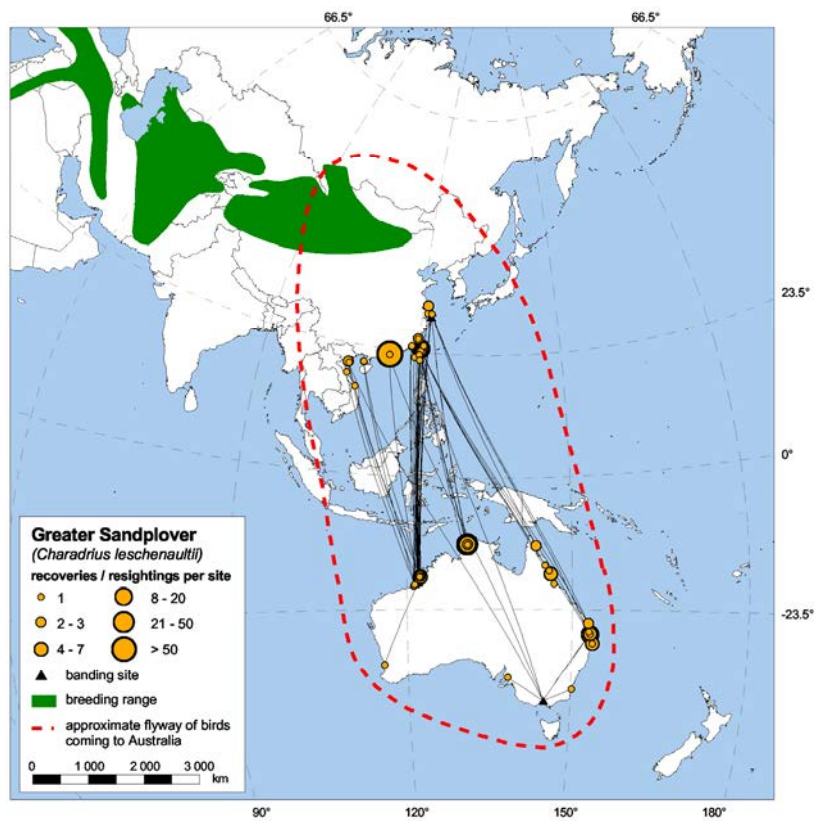 66.5°
66.5°
23.5°
0°
-23.5°
Greater Sandplover
(Charadrius leschenaultii)
recoveries / resightings per site
1
8 - 20
2 - 3
21 - 50
4 - 7
> 50
banding site
breeding range
approximate flyway of birds
coming to Australia
0 1 000 2 000 3 000
km
90°
120°
150°
180°